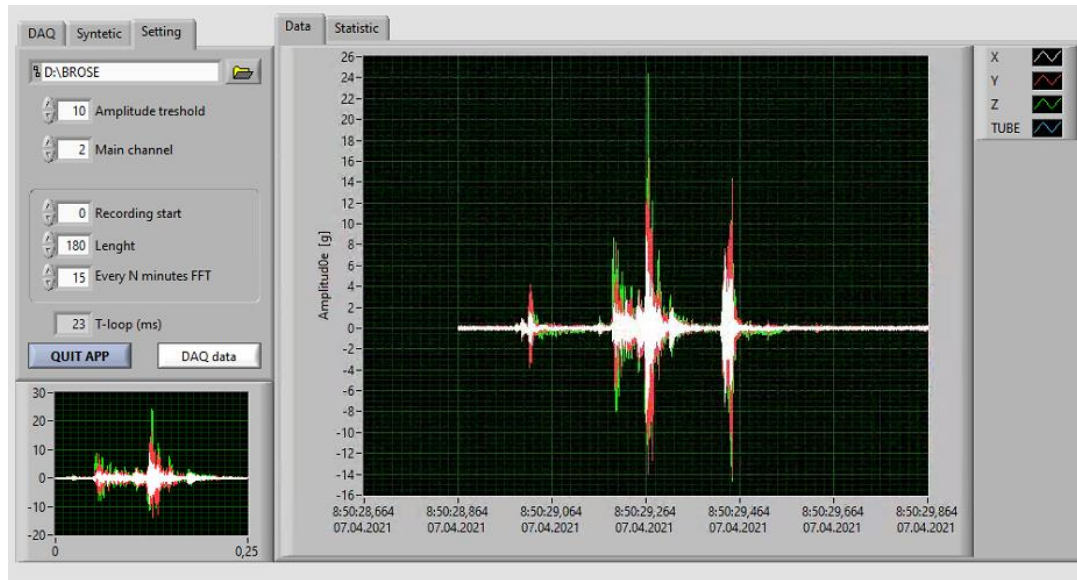 DAQ Syntetic Setting
D:\BROSE
10 Amplitude treshold
2 Main channel
0 Recording start
180 Lenght
15 Every N minutes FFT
23 T-loop (ms)
QUIT APP DAQ data
30
20
10
0
-10
-20
0 0,25
Data Statistic
Amplitud0e [g]
26
24
22
20
18
16
14
12
10
8
6
4
2
0
-2
-4
-6
-8
-10
-12
-14
-16
8:50:28,664 8:50:28,864 8:50:29,064 8:50:29,264 8:50:29,464 8:50:29,664 8:50:29,864
07.04.2021 07.04.2021 07.04.2021 07.04.2021 07.04.2021 07.04.2021 07.04.2021
X
Y
Z
TUBE